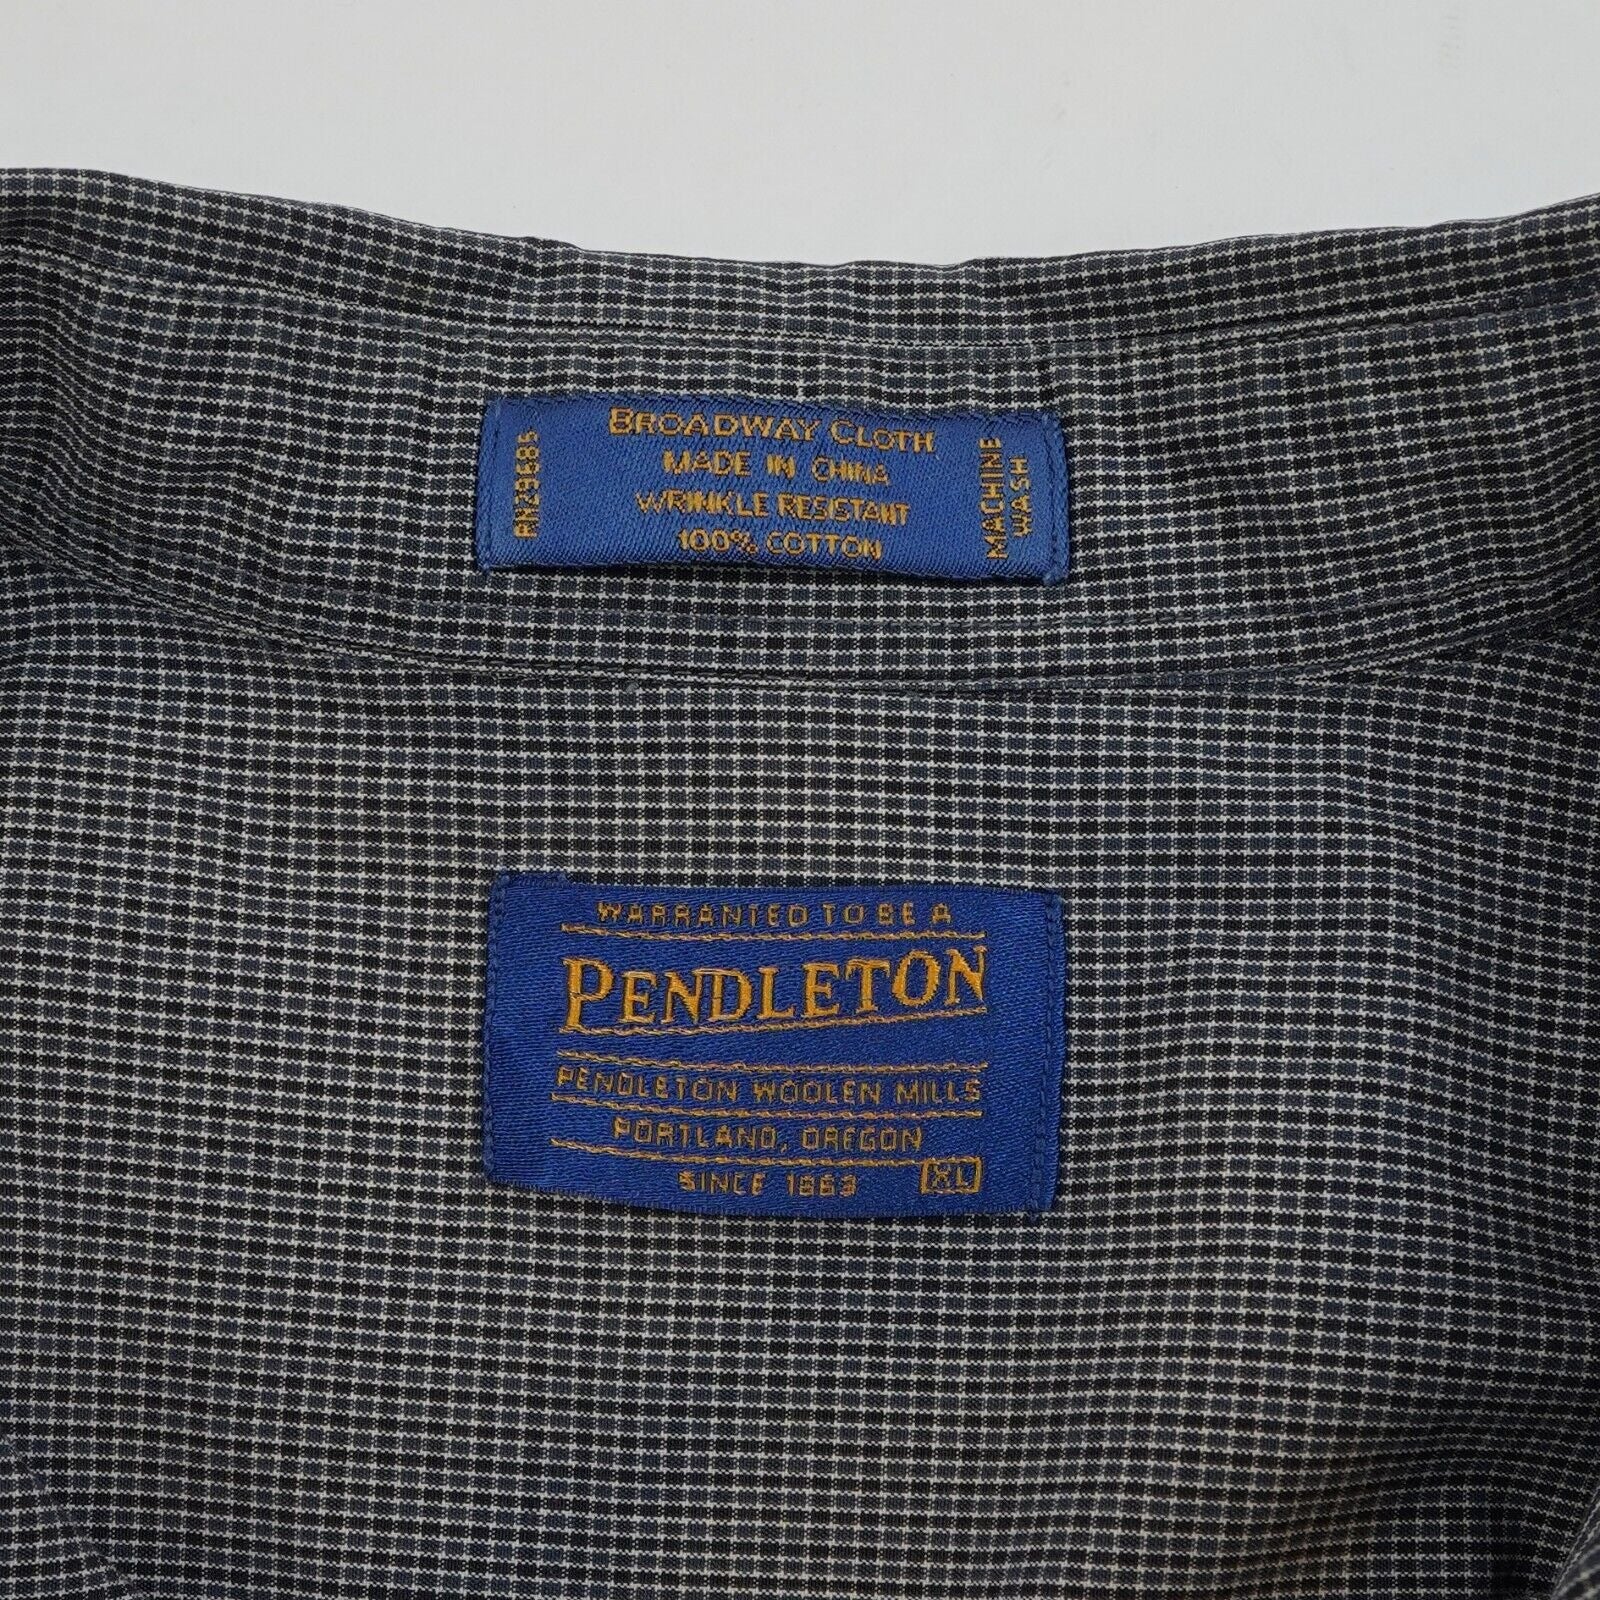 BROADWAY CLOTH
MADE IN CHINA
WRINKLE RESISTANT
100% COTTON
RN29685
MACHINE
WASH
WARRANTED TO BE A
PENDLETON
PENDLETON WOOLEN MILLS
PORTLAND, OREGON
SINCE 1863
XL